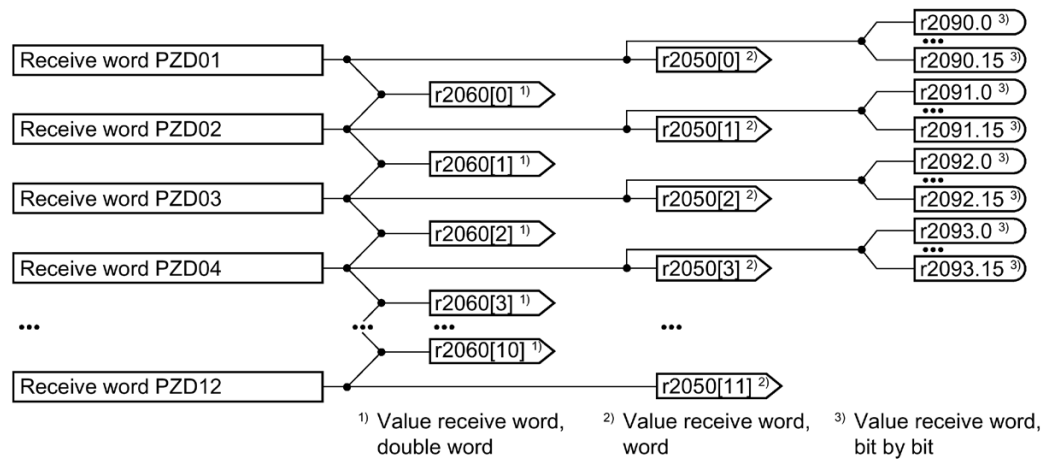 r2090.0 3)
...
Receive word PZD01 r2050[0] 2) r2090.15 3)
r2060[0] 1) r2091.0 3)
...
Receive word PZD02 r2050[1] 2) r2091.15 3)
r2060[1] 1) r2092.0 3)
...
Receive word PZD03 r2050[2] 2) r2092.15 3)
r2060[2] 1) r2093.0 3)
...
Receive word PZD04 r2050[3] 2) r2093.15 3)
r2060[3] 1)
... ... ... ...
r2060[10] 1)
Receive word PZD12 r2050[11] 2)
1) Value receive word,
double word
2) Value receive word,
word
3) Value receive word,
bit by bit